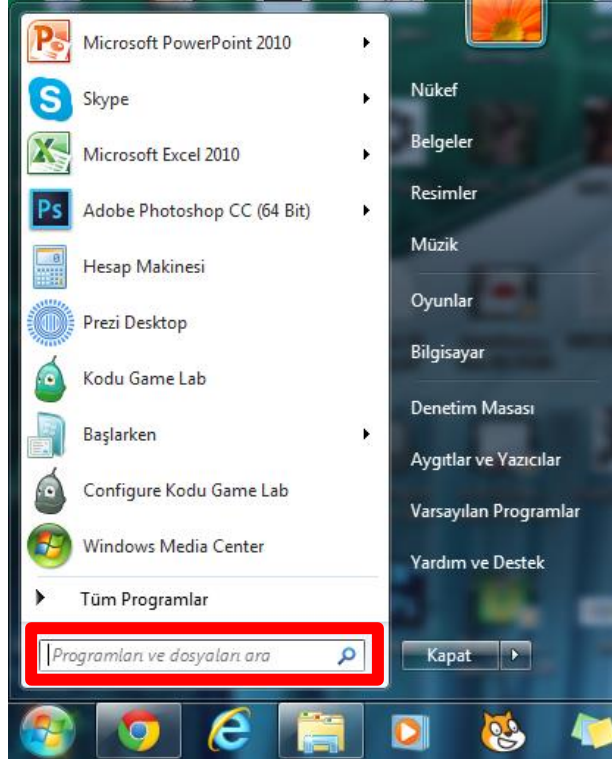 Microsoft PowerPoint 2010
Skype
Microsoft Excel 2010
Ps
Adobe Photoshop CC (64 Bit)
Hesap Makinesi
Prezi Desktop
Kodu Game Lab
Başlarken
Configure Kodu Game Lab
Windows Media Center
Tüm Programlar
Programları ve dosyaları ara
Nükef
Belgeler
Resimler
Müzik
Oyunlar
Bilgisayar
Denetim Masası
Aygıtlar ve Yazıcılar
Varsayılan Programlar
Yardım ve Destek
Kapat